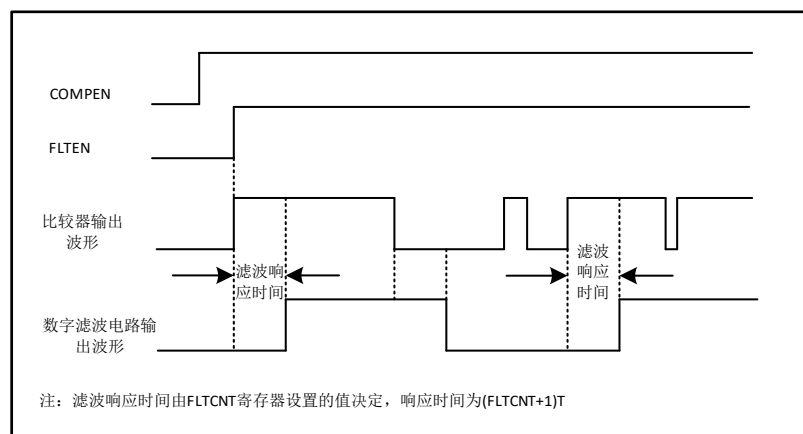 COMPEN
FLTEN
比较器输出
波形
滤波响
应时间
滤波
响应
时间
数字滤波电路输
出波形
注：滤波响应时间由FLTCNT寄存器设置的值决定，响应时间为(FLTCNT+1)T